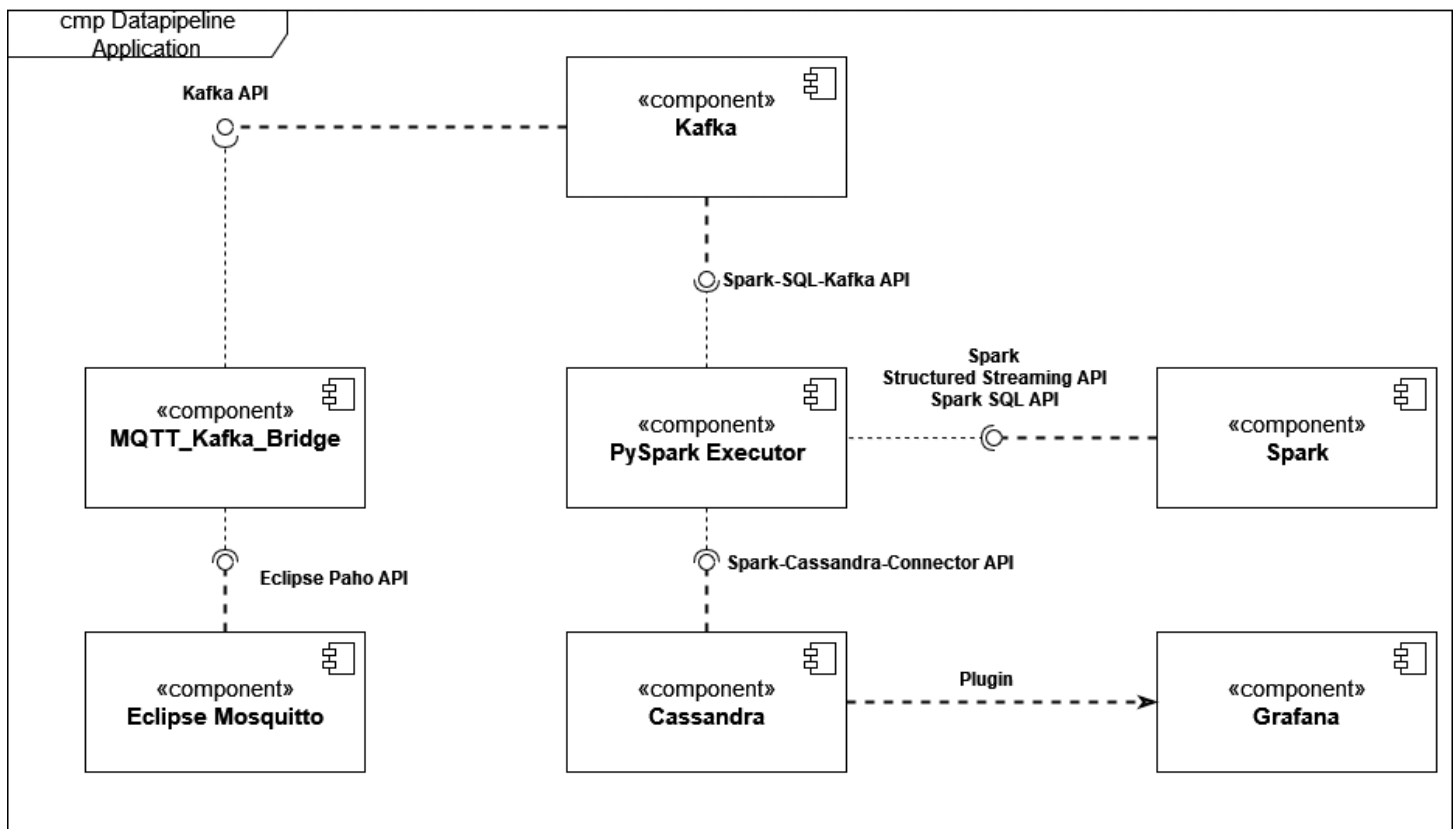 cmp Datapipeline
Application
Kafka API
«component»
Kafka
Spark-SQL-Kafka API
«component»
MQTT_Kafka_Bridge
«component»
PySpark Executor
Spark
Structured Streaming API
Spark SQL API
«component»
Spark
Eclipse Paho API
Spark-Cassandra-Connector API
«component»
Eclipse Mosquitto
«component»
Cassandra
Plugin
«component»
Grafana